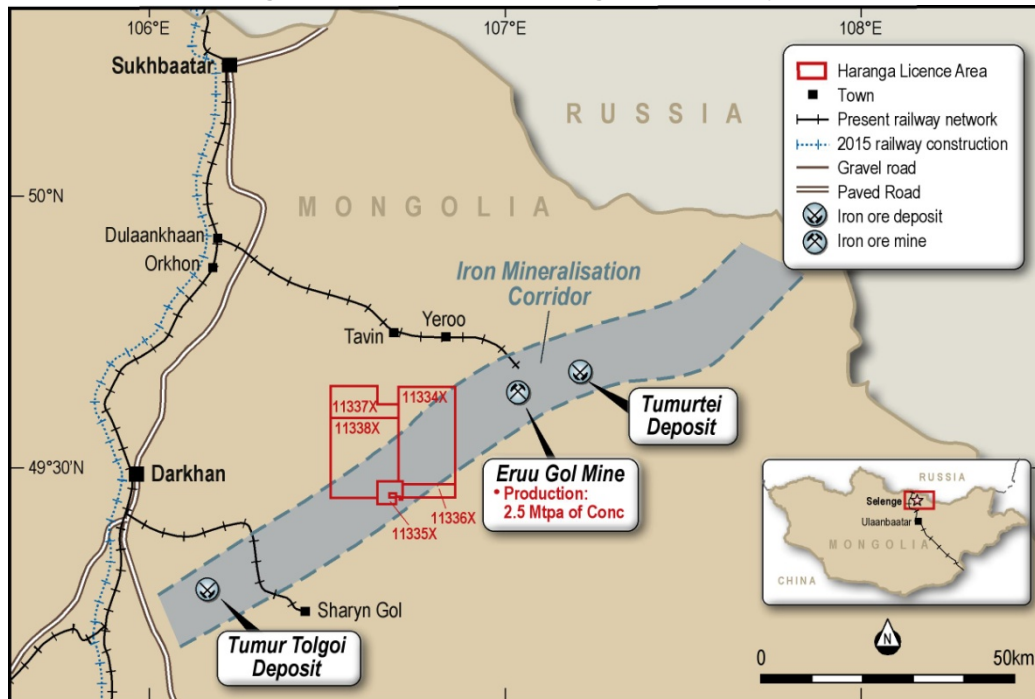 106°E
107°E
108°E
Sukhbaatar
RUSSIA
Haranga Licence Area
Town
Present railway network
2015 railway construction
Gravel road
Paved Road
Iron ore deposit
Iron ore mine
50°N
MONGOLIA
Dulaankhaan
Orkhon
Iron Mineralisation
Corridor
Tavin
Yeroo
11337X
11334X
11338X
Tumurtei
Deposit
49°30'N
Darkhan
Eruu Gol Mine
• Production:
2.5 Mtpa of Conc
11336X
11335X
RUSSIA
Selenge
Ulaanbaatar
MONGOLIA
CHINA
Sharyn Gol
Tumur Tolgoi
Deposit
0
50km